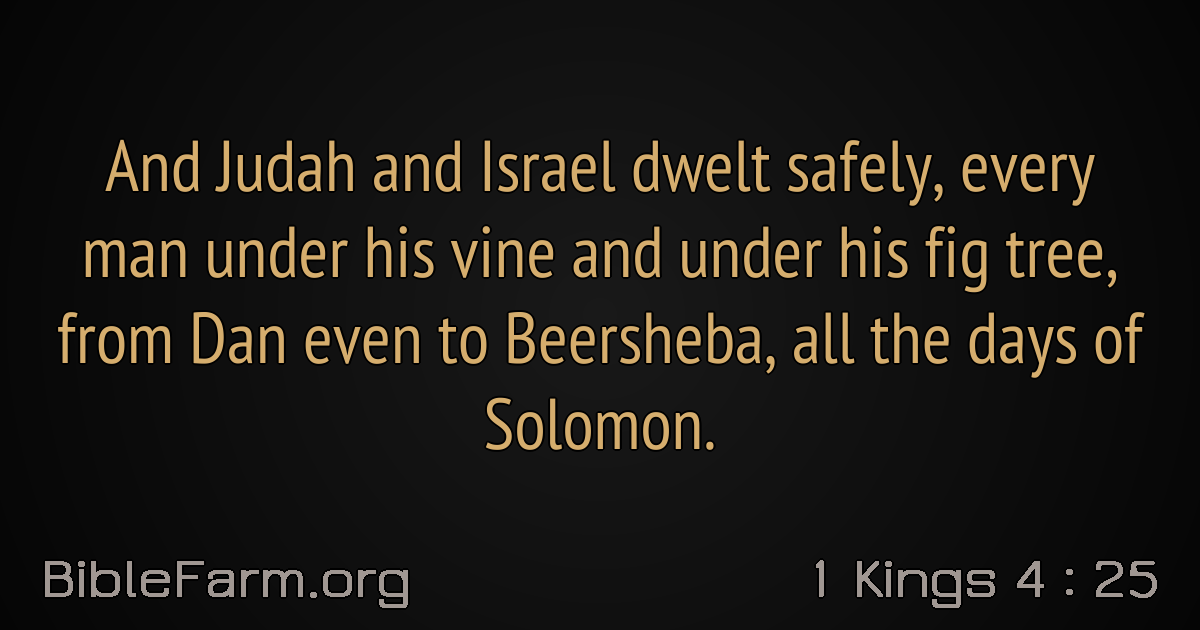 And Judah and Israel dwelt safely, every
man under his vine and under his fig tree,
from Dan even to Beersheba, all the days of
Solomon.
BibleFarm.org
1 Kings 4 : 25